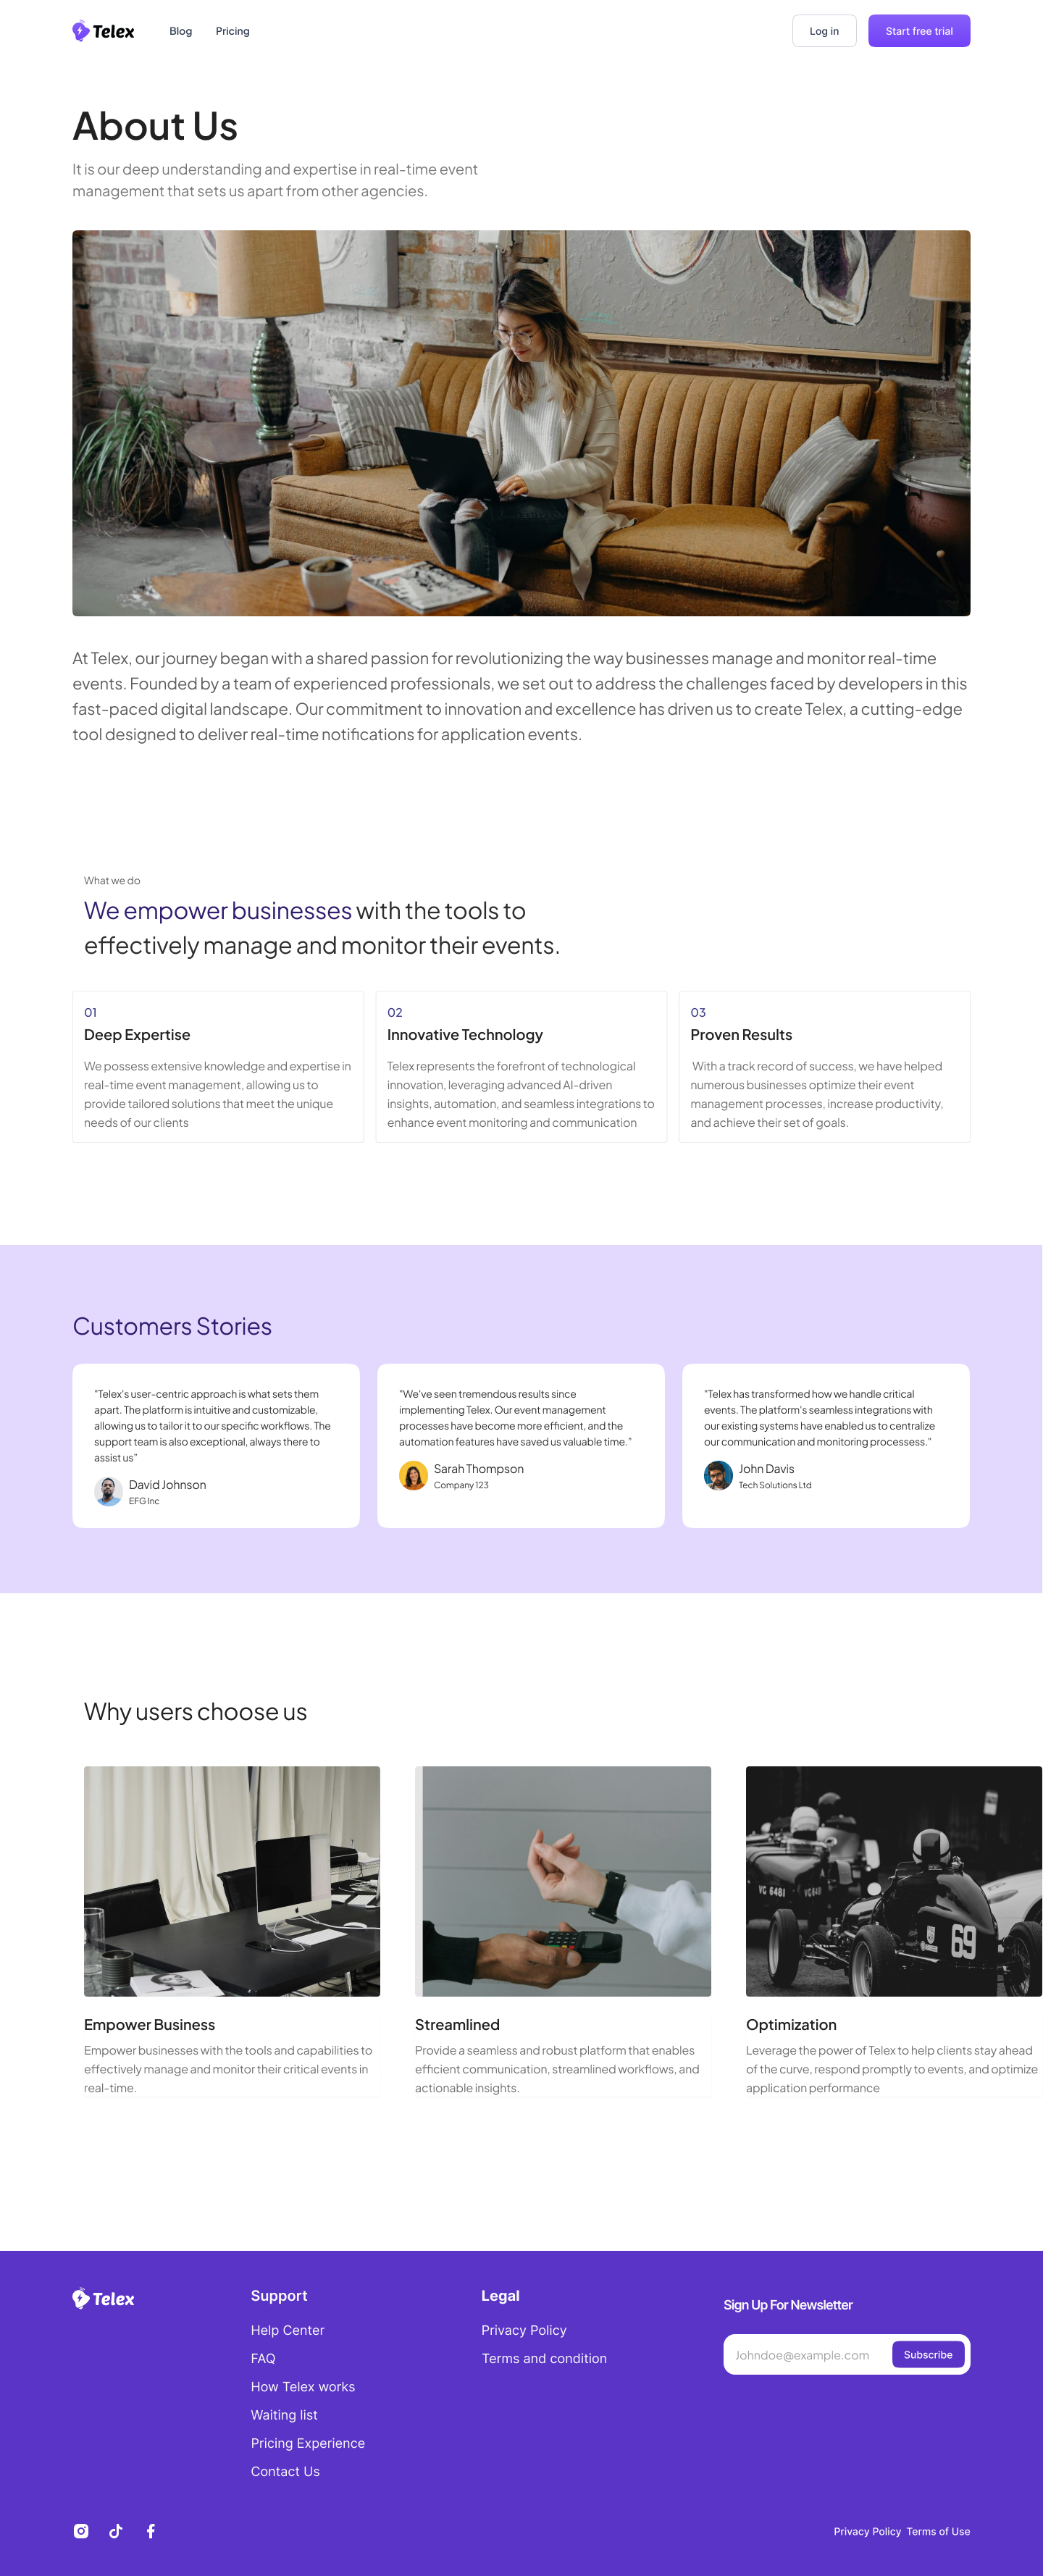 Telex
Blog
Pricing
Log in
Start free trial
About Us
It is our deep understanding and expertise in real-time event
management that sets us apart from other agencies.
At Telex, our journey began with a shared passion for revolutionizing the way businesses manage and monitor real-time
events. Founded by a team of experienced professionals, we set out to address the challenges faced by developers in this
fast-paced digital landscape. Our commitment to innovation and excellence has driven us to create Telex, a cutting-edge
tool designed to deliver real-time notifications for application events.
What we do
We empower businesses with the tools to
effectively manage and monitor their events.
01
Deep Expertise
We possess extensive knowledge and expertise in
real-time event management, allowing us to
provide tailored solutions that meet the unique
needs of our clients
02
Innovative Technology
Telex represents the forefront of technological
innovation, leveraging advanced AI-driven
insights, automation, and seamless integrations to
enhance event monitoring and communication
03
Proven Results
With a track record of success, we have helped
numerous businesses optimize their event
management processes, increase productivity,
and achieve their set of goals.
Customers Stories
"Telex's user-centric approach is what sets them
apart. The platform is intuitive and customizable,
allowing us to tailor it to our specific workflows. The
support team is also exceptional, always there to
assist us"
David Johnson
EFG Inc
"We've seen tremendous results since
implementing Telex. Our event management
processes have become more efficient, and the
automation features have saved us valuable time."
Sarah Thompson
Company 123
"Telex has transformed how we handle critical
events. The platform's seamless integrations with
our existing systems have enabled us to centralize
our communication and monitoring processess."
John Davis
Tech Solutions Ltd
Why users choose us
VG 6481
69
Empower Business
Empower businesses with the tools and capabilities to
effectively manage and monitor their critical events in
real-time.
Streamlined
Provide a seamless and robust platform that enables
efficient communication, streamlined workflows, and
actionable insights.
Optimization
Leverage the power of Telex to help clients stay ahead
of the curve, respond promptly to events, and optimize
application performance
Telex
Support
Help Center
FAQ
How Telex works
Waiting list
Pricing Experience
Contact Us
Legal
Privacy Policy
Terms and condition
Sign Up For Newsletter
Johndoe@example.com
Subscribe
Privacy Policy Terms of Use